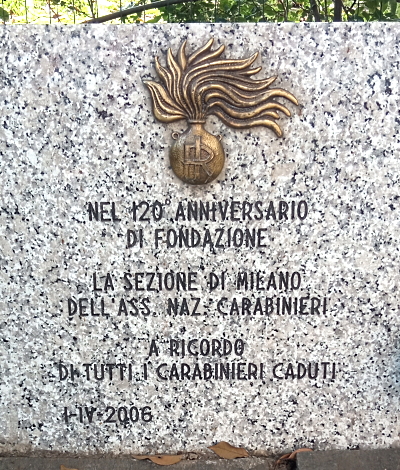 RI
NEL 120° ANNIVERSARIO
DI FONDAZIONE
LA SEZIONE DI MILANO
DELL'ASS. NAZ. CARABINIERI
A RICORDO
DI TUTTI I CARABINIERI CADUTI
1-IV-2006